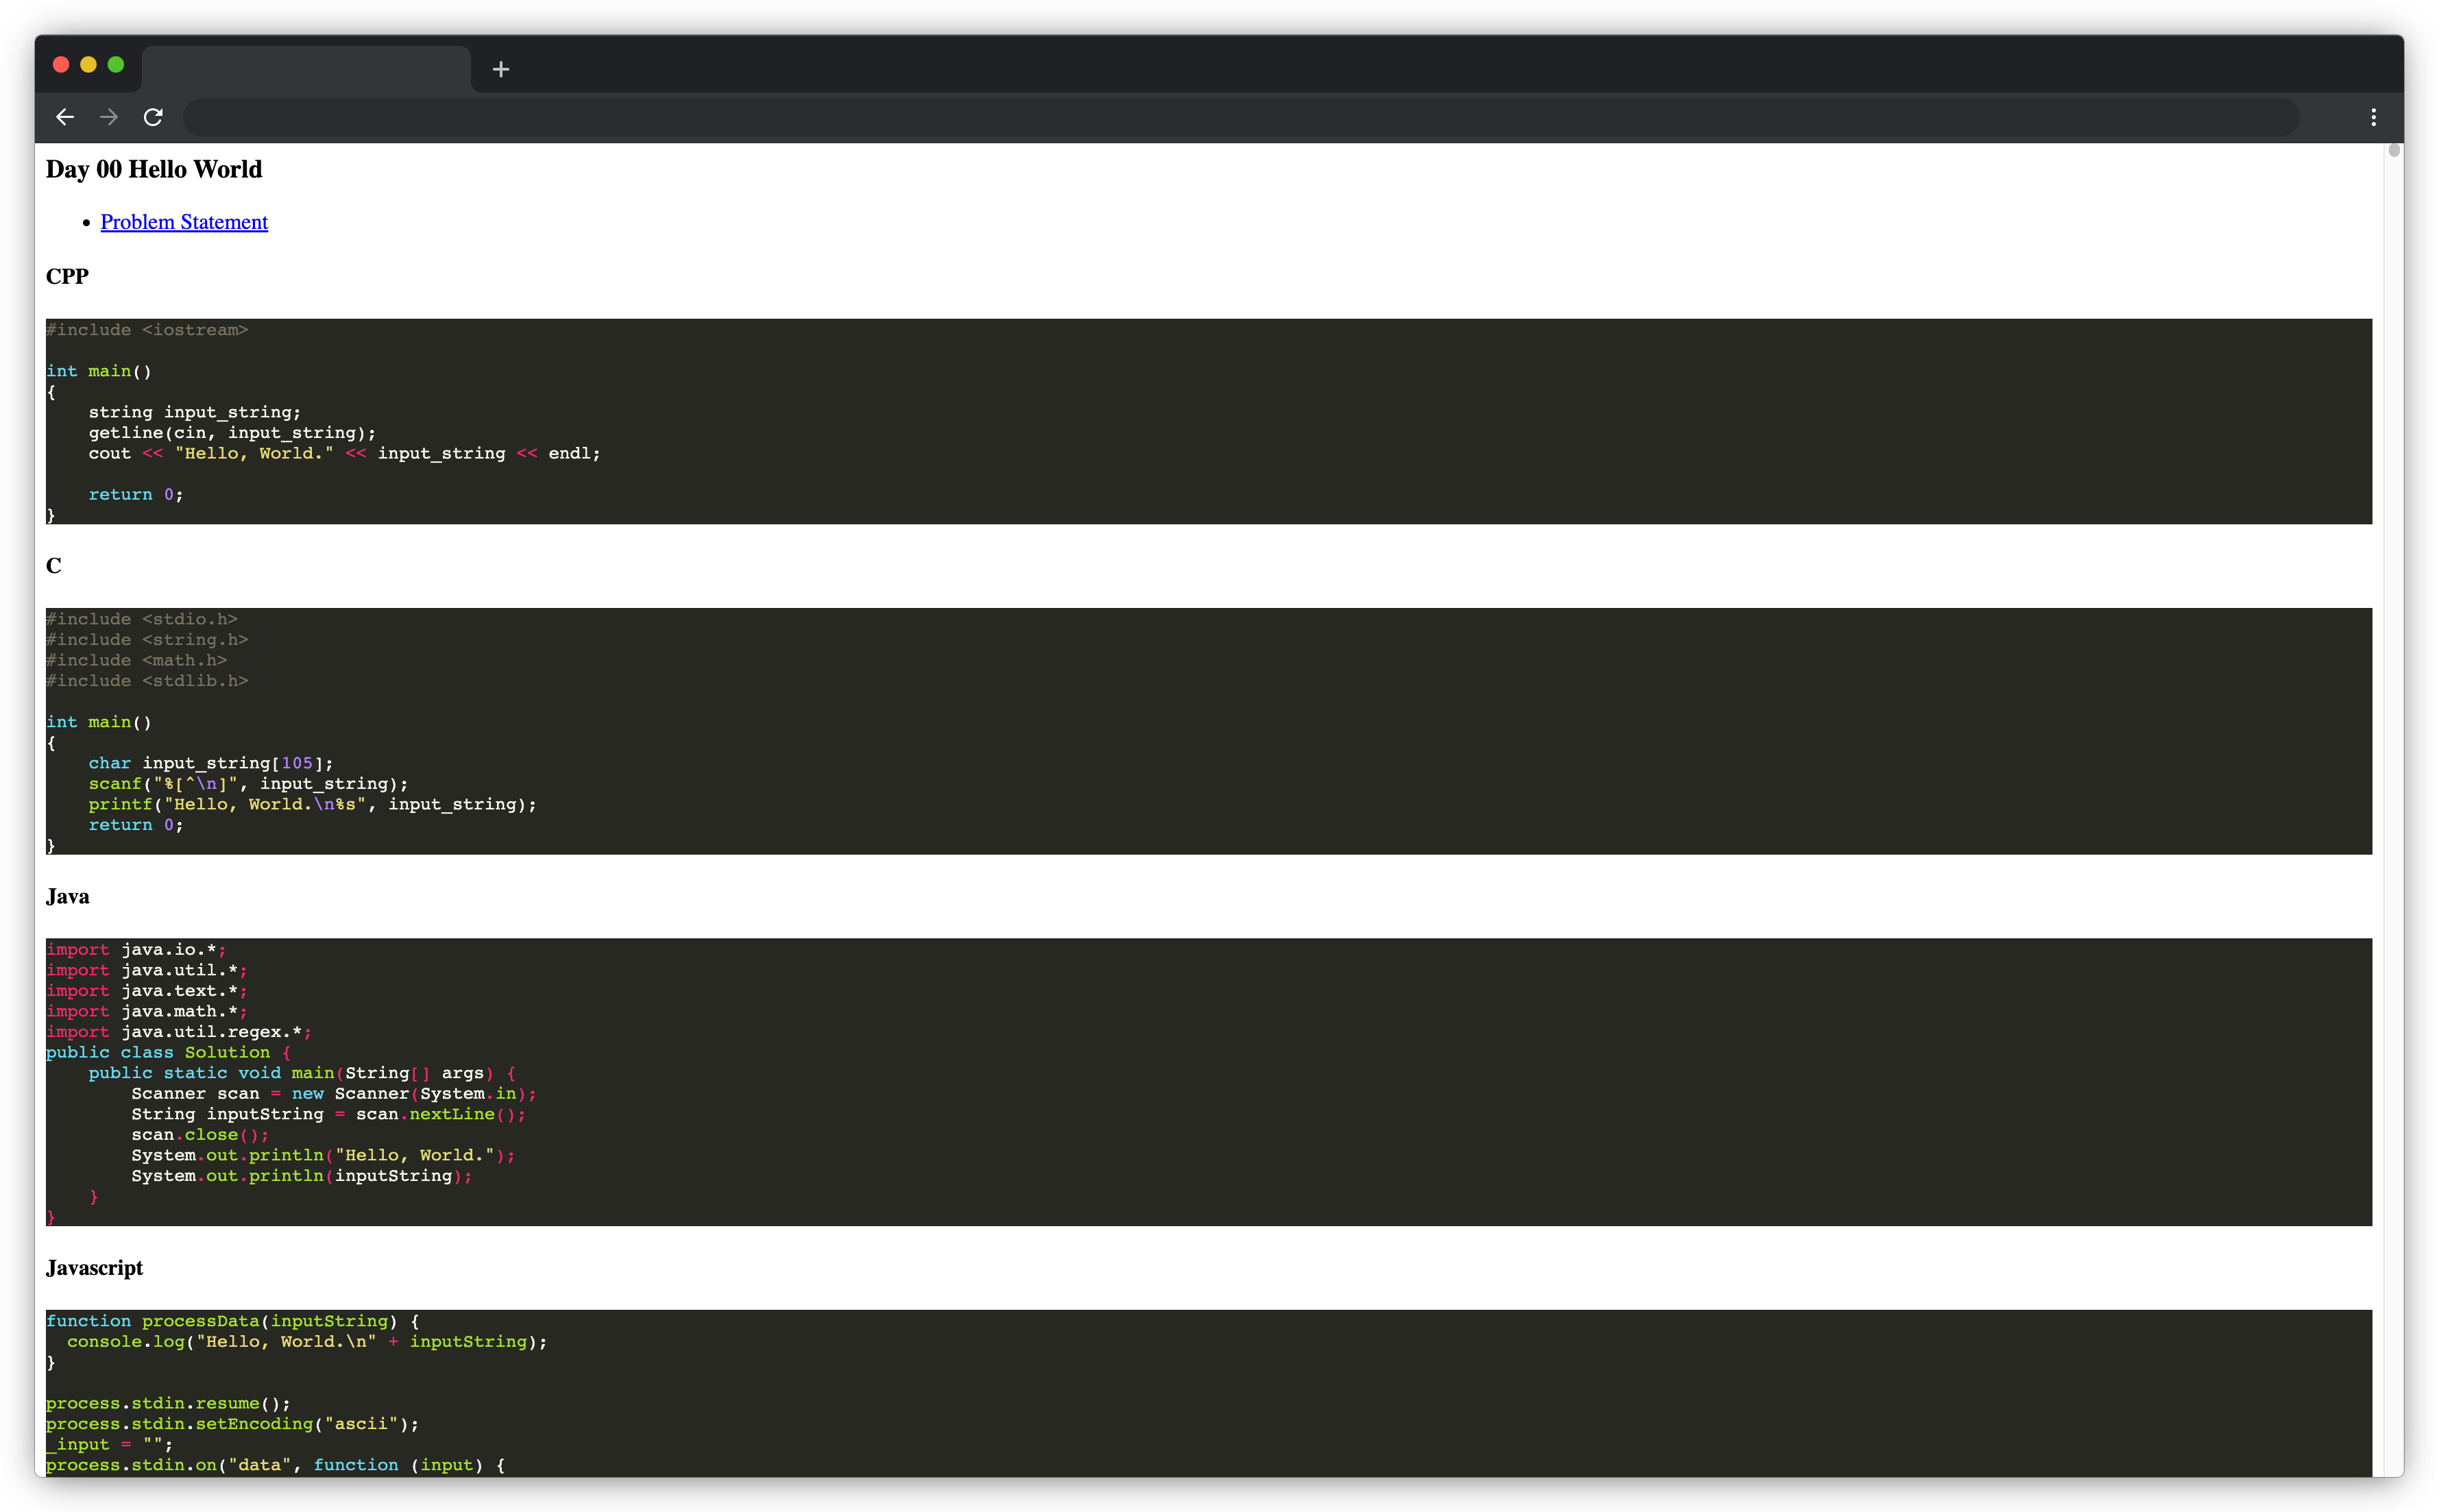 Day 00 Hello World
• Problem Statement
CPP
#include <iostream>
int main()
{
    string input_string;
    getline(cin, input_string);
    cout << "Hello, World." << input_string << endl;
    return 0;
}
C
#include <stdio.h>
#include <string.h>
#include <math.h>
#include <stdlib.h>
int main()
{
    char input_string[105];
    scanf("%[^\n]", input_string);
    printf("Hello, World.\n%s", input_string);
    return 0;
}
Java
import java.io.*;
import java.util.*;
import java.text.*;
import java.math.*;
import java.util.regex.*;
public class Solution {
    public static void main(String[] args) {
        Scanner scan = new Scanner(System.in);
        String inputString = scan.nextLine();
        scan.close();
        System.out.println("Hello, World.");
        System.out.println(inputString);
    }
}
Javascript
function processData(inputString) {
  console.log("Hello, World.\n" + inputString);
}
process.stdin.resume();
process.stdin.setEncoding("ascii");
_input = "";
process.stdin.on("data", function (input) {